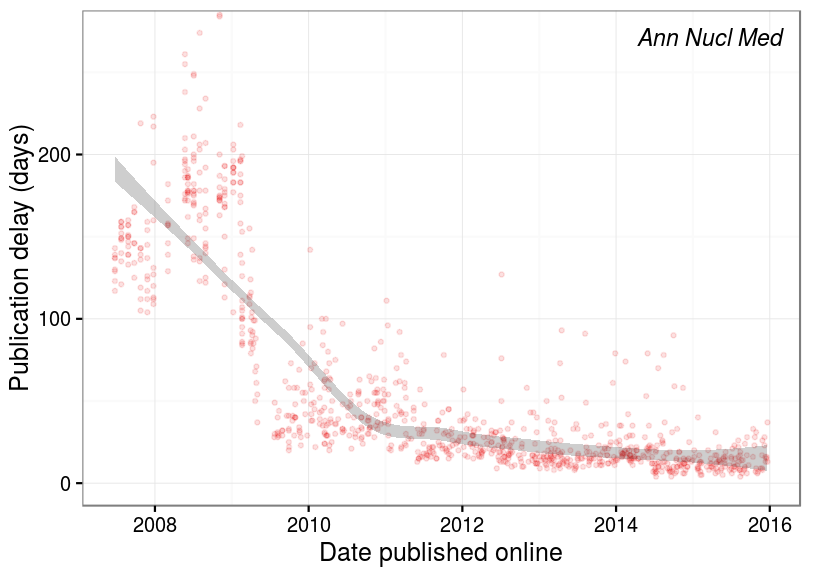 Ann Nucl Med
Publication delay (days)
200
100
0
2008 2010 2012 2014 2016
Date published online